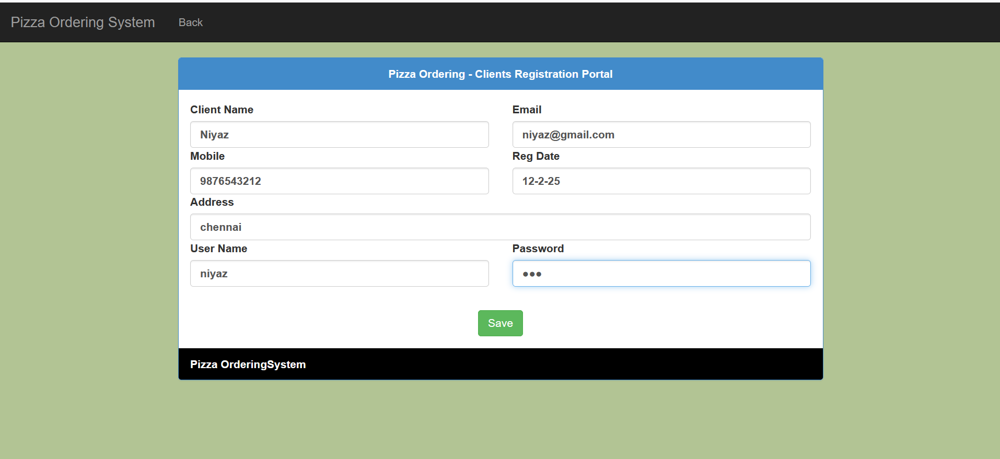 Pizza Ordering System Back
Pizza Ordering - Clients Registration Portal
Client Name Email
Niyaz niyaz@gmail.com
Mobile Reg Date
9876543212 12-2-25
Address
chennai
User Name Password
niyaz •••
Save
Pizza OrderingSystem